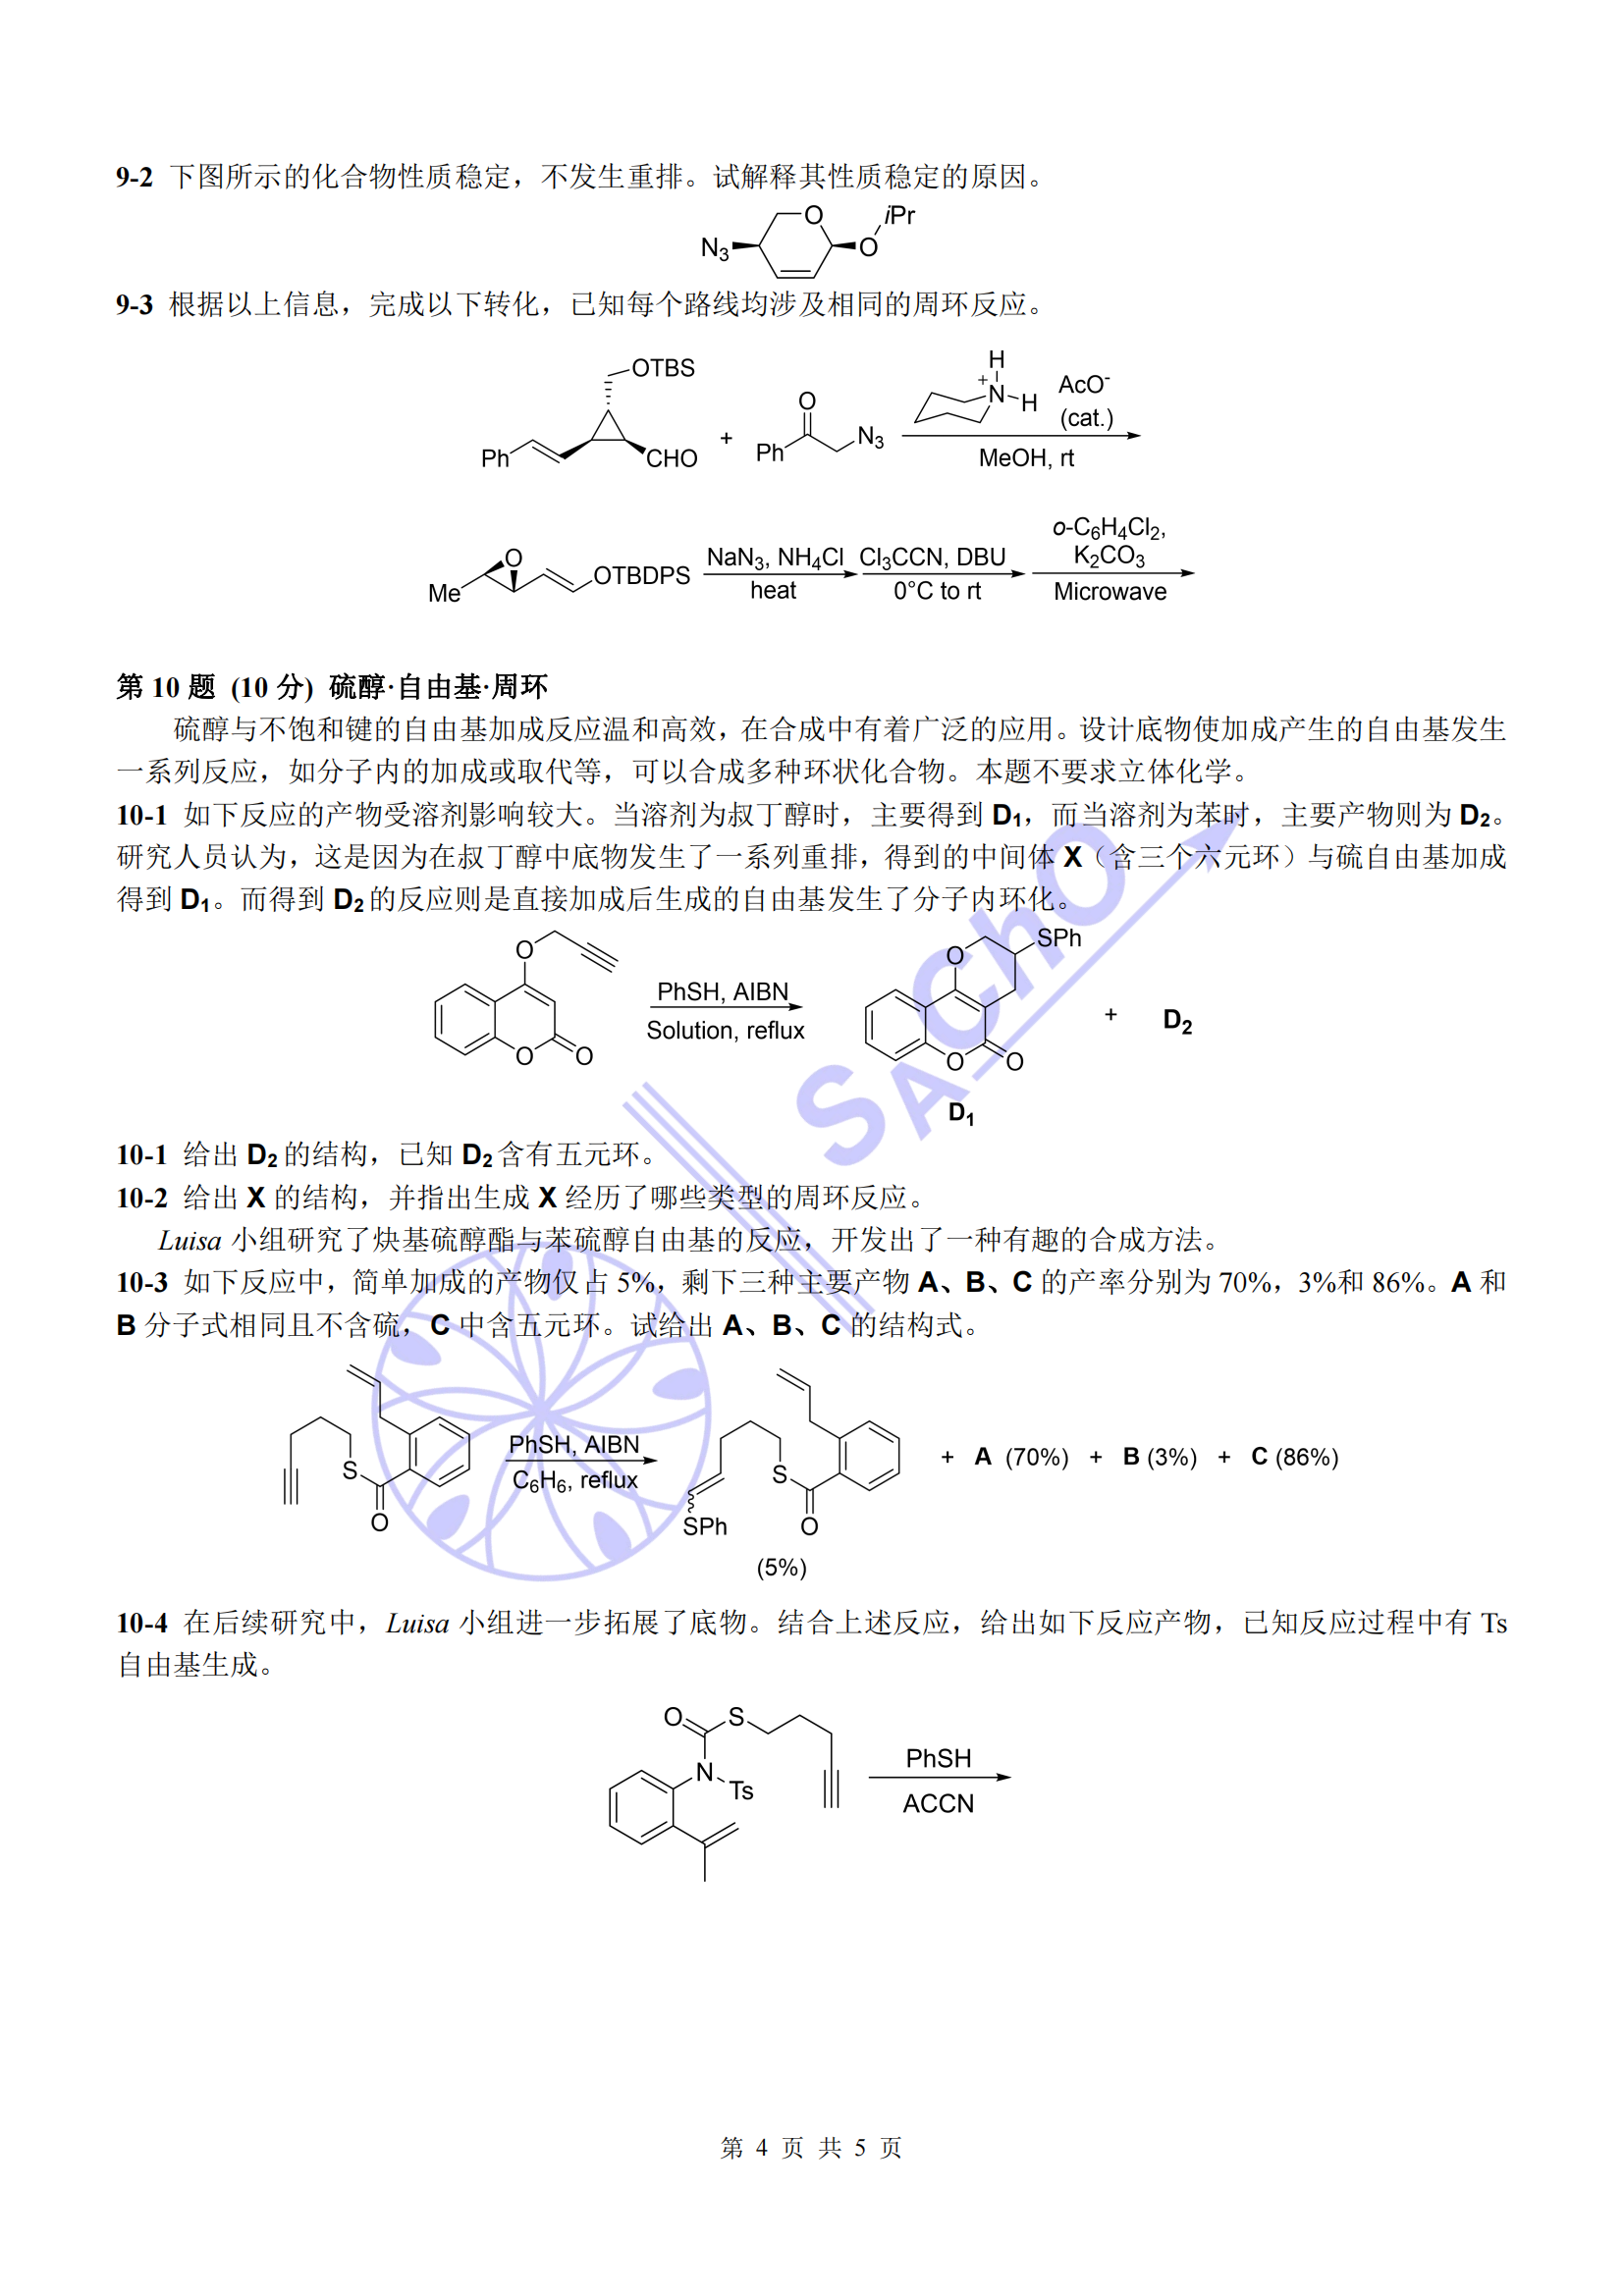 9-2 下图所示的化合物性质稳定，不发生重排。试解释其性质稳定的原因。
O
iPr
N3
O
9-3 根据以上信息，完成以下转化，已知每个路线均涉及相同的周环反应。
OTBS
Ph
CHO
+
O
Ph
N3
H
+
N
H
AcO-
(cat.)
MeOH, rt
O
Me
OTBDPS
NaN3, NH4Cl
heat
Cl3CCN, DBU
0°C to rt
o-C6H4Cl2,
K2CO3
Microwave
第 10 题 (10 分) 硫醇·自由基·周环
硫醇与不饱和键的自由基加成反应温和高效，在合成中有着广泛的应用。设计底物使加成产生的自由基发生
一系列反应，如分子内的加成或取代等，可以合成多种环状化合物。本题不要求立体化学。
10-1 如下反应的产物受溶剂影响较大。当溶剂为叔丁醇时，主要得到 D1，而当溶剂为苯时，主要产物则为 D2。
研究人员认为，这是因为在叔丁醇中底物发生了一系列重排，得到的中间体 X（含三个六元环）与硫自由基加成
得到 D1。而得到 D2 的反应则是直接加成后生成的自由基发生了分子内环化。
O
O
O
PhSH, AIBN
Solution, reflux
O
SPh
O
O
D1
+
D2
SAChO
10-1 给出 D2 的结构，已知 D2 含有五元环。
10-2 给出 X 的结构，并指出生成 X 经历了哪些类型的周环反应。
Luisa 小组研究了炔基硫醇酯与苯硫醇自由基的反应，开发出了一种有趣的合成方法。
10-3 如下反应中，简单加成的产物仅占 5%，剩下三种主要产物 A、B、C 的产率分别为 70%，3%和 86%。A 和
B 分子式相同且不含硫，C 中含五元环。试给出 A、B、C 的结构式。
S
O
PhSH, AIBN
C6H6, reflux
S
SPh
O
(5%)
+ A (70%) + B (3%) + C (86%)
10-4 在后续研究中，Luisa 小组进一步拓展了底物。结合上述反应，给出如下反应产物，已知反应过程中有 Ts
自由基生成。
O
S
N
Ts
PhSH
ACCN
第 4 页 共 5 页